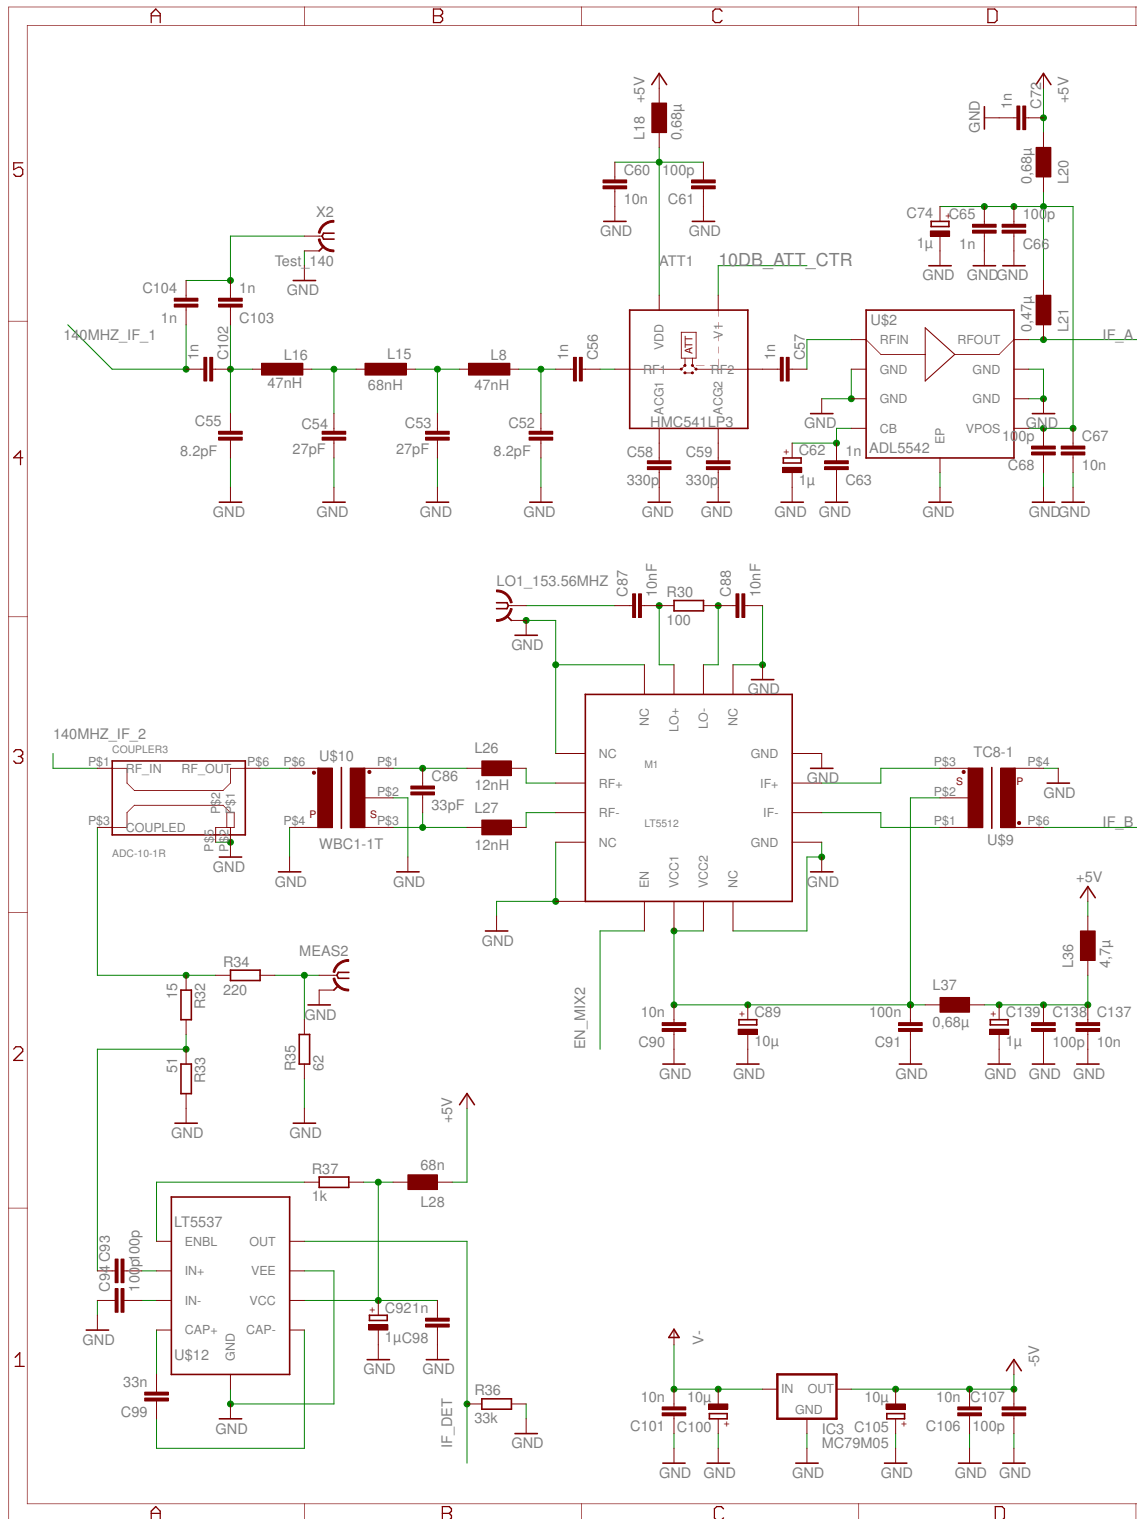 A B C D
5
+5V
L18
0,68µ
C60
10n
100p
C61
GND
GND
ATT1
10DB_ATT_CTR
GND
1n
C72
+5V
0,68µ
L20
C74
1µ
C65
1n
100p
C66
GND
GND
GND
0,47µ
L21
X2
Test_140
GND
C104
1n
1n
C103
140MHZ_IF_1
1n
C102
L16
47nH
L15
68nH
L8
47nH
1n
C56
VDD
V1
ATT
RF1
RF2
ACG1
ACG2
HMC541LP3
1n
C57
U$2
RFIN
RFOUT
GND
GND
GND
GND
CB
VPOS
EP
ADL5542
IF_A
GND
GND
4
C55
8.2pF
C54
27pF
C53
27pF
C52
8.2pF
C58
330p
C59
330p
C62
1µ
1n
C63
100p
C68
C67
10n
GND
GND
GND
GND
GND
GND
GND
GND
GND
GND
GND
LO1_153.56MHZ
GND
C87
10nF
R30
100
C88
10nF
GND
3
140MHZ_IF_2
COUPLER3
P$1
RF_IN
RF_OUT
P$6
P$2
P$1
P$3
COUPLED
P$5
P$2
ADC-10-1R
GND
U$10
P$6
P$4
P
S
P$1
P$2
P$3
WBC1-1T
GND
GND
C86
33pF
L26
12nH
L27
12nH
NC
LO+
LO-
NC
NC
RF+
RF-
NC
M1
LT5512
GND
IF+
IF-
GND
EN
VCC1
VCC2
NC
GND
GND
GND
TC8-1
P$3
P$2
P$1
S
P
P$4
P$6
GND
U$9
IF_B
+5V
L36
4,7µ
2
R34
220
MEAS2
GND
15
R32
51
R33
R35
62
GND
GND
EN_MIX2
10n
C90
C89
10µ
100n
C91
L37
0,68µ
C139
1µ
C138
100p
C137
10n
GND
GND
GND
GND
GND
GND
+5V
R37
1k
68n
L28
1
LT5537
ENBL
OUT
IN+
VEE
IN-
VCC
CAP+
CAP-
GND
U$12
C93
100p
C94
100p
GND
33n
C99
GND
C92
1µ
1n
C98
GND
GND
IF_DET
R36
33k
GND
V-
10n
C101
10µ
C100
IN
OUT
GND
IC3
MC79M05
10µ
C105
10n
C106
C107
100p
-5V
GND
GND
GND
GND
GND
GND
A B C D